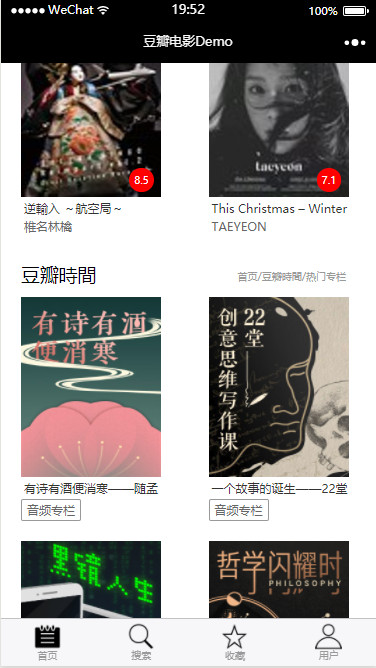 WeChat 19:52 100%
豆瓣电影Demo
8.5
taeyeon
7.1
逆輸入 ～航空局～
This Christmas – Winter
椎名林檎
TAEYEON
豆瓣時間
首页/豆瓣時間/热门专栏
有诗有酒
便消寒
22堂
创意思维写作课
有诗有酒便消寒——随孟
一个故事的诞生——22堂
音频专栏
音频专栏
黑镜人生
哲学闪耀时
PHILOSOPHY
首页
搜索
收藏
用户